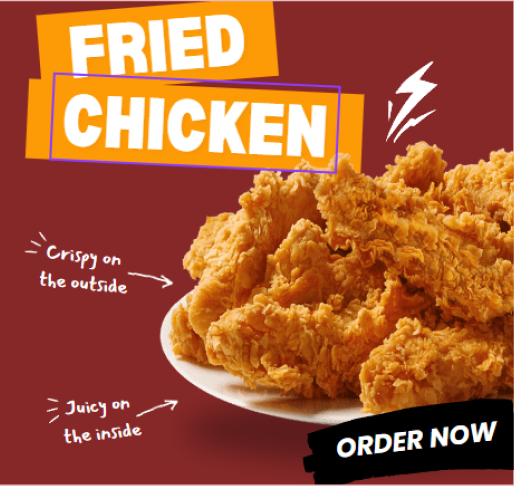 FRIED
CHICKEN
Crispy on
the outside
Juicy on
the inside
ORDER NOW